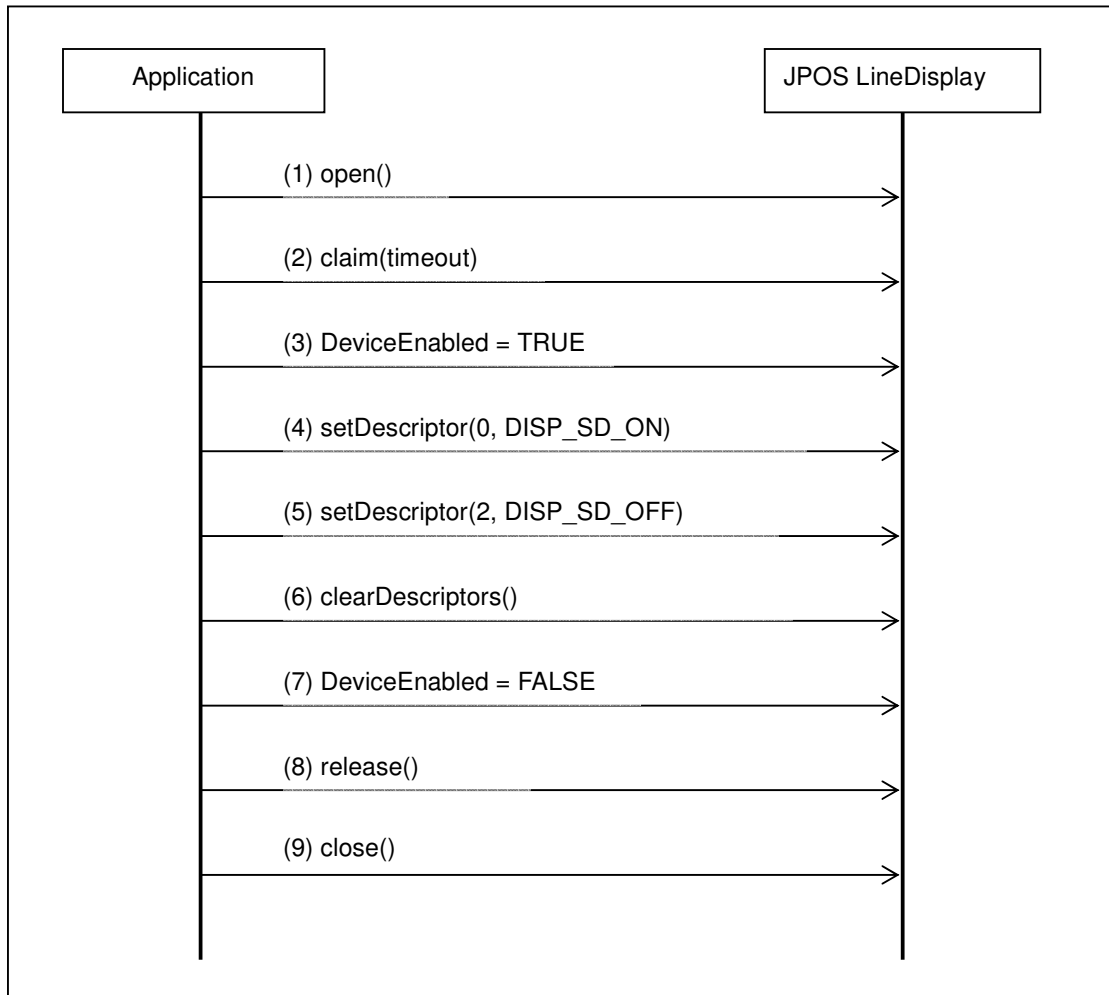 Application
JPOS LineDisplay
(1) open()
(2) claim(timeout)
(3) DeviceEnabled = TRUE
(4) setDescriptor(0, DISP_SD_ON)
(5) setDescriptor(2, DISP_SD_OFF)
(6) clearDescriptors()
(7) DeviceEnabled = FALSE
(8) release()
(9) close()